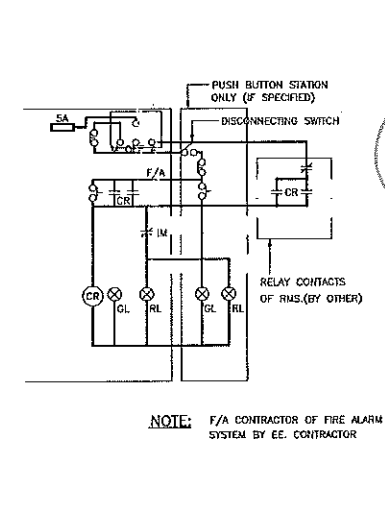 PUSH BUTTON STATION
ONLY (IF SPECIFIED)
5A
DISCONNECTING SWITCH
F/A
CR
CR
IM
RELAY CONTACTS
OF RMS.(BY OTHER)
CR
GL
RL
GL
RL
NOTE: F/A CONTRACTOR OF FIRE ALARM
SYSTEM BY EE. CONTRACTOR